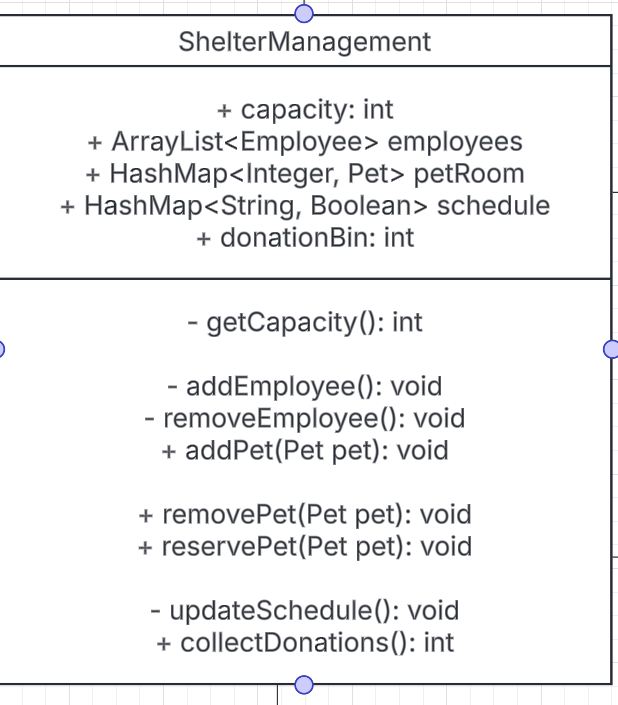 ShelterManagement
+ capacity: int
+ ArrayList<Employee> employees
+ HashMap<Integer, Pet> petRoom
+ HashMap<String, Boolean> schedule
+ donationBin: int
- getCapacity(): int
- addEmployee(): void
- removeEmployee(): void
+ addPet(Pet pet): void
+ removePet(Pet pet): void
+ reservePet(Pet pet): void
- updateSchedule(): void
+ collectDonations(): int